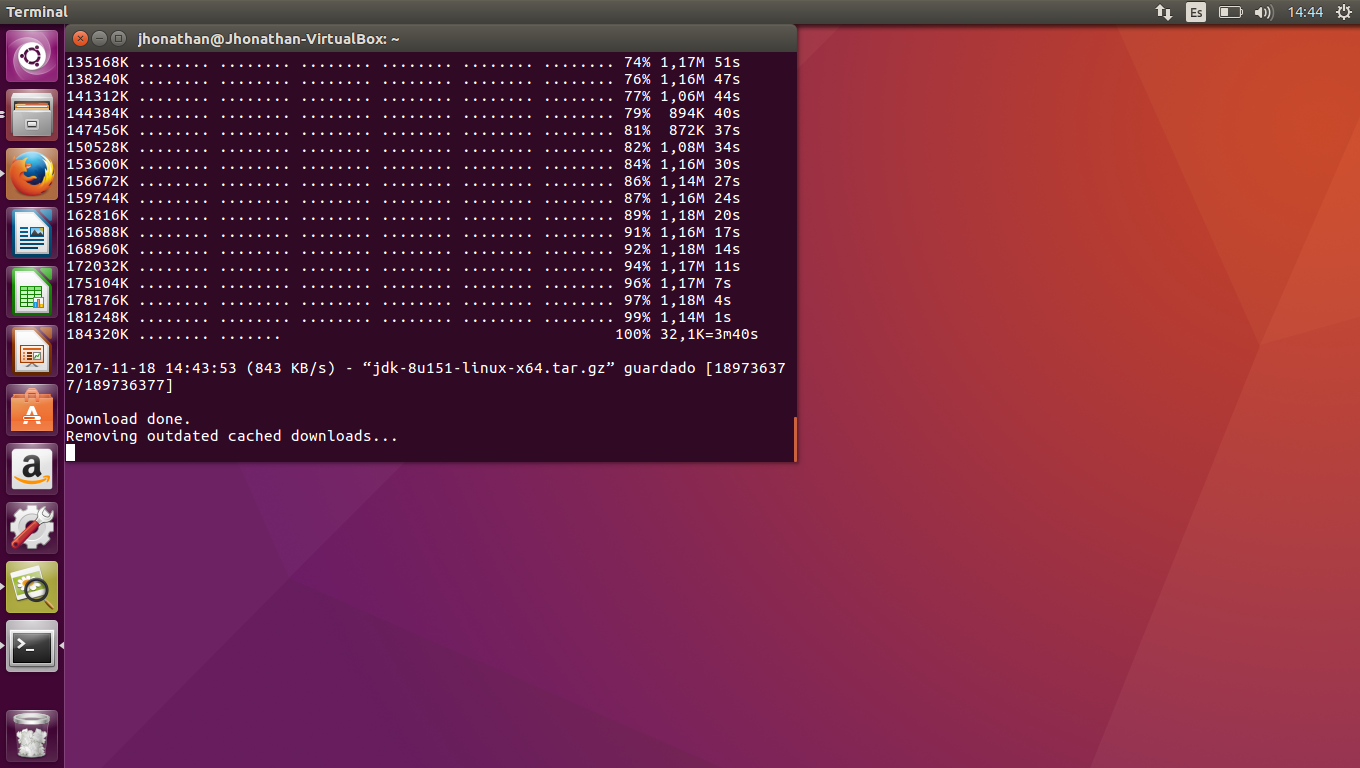 Terminal
Es
14:44
jhonathan@Jhonathan-VirtualBox: ~
135168K ........ ........ ........ ........ ........ ........ 74% 1,17M 51s
138240K ........ ........ ........ ........ ........ ........ 76% 1,16M 47s
141312K ........ ........ ........ ........ ........ ........ 77% 1,06M 44s
144384K ........ ........ ........ ........ ........ ........ 79%  894K 40s
147456K ........ ........ ........ ........ ........ ........ 81%  872K 37s
150528K ........ ........ ........ ........ ........ ........ 82% 1,08M 34s
153600K ........ ........ ........ ........ ........ ........ 84% 1,16M 30s
156672K ........ ........ ........ ........ ........ ........ 86% 1,14M 27s
159744K ........ ........ ........ ........ ........ ........ 87% 1,16M 24s
162816K ........ ........ ........ ........ ........ ........ 89% 1,18M 20s
165888K ........ ........ ........ ........ ........ ........ 91% 1,16M 17s
168960K ........ ........ ........ ........ ........ ........ 92% 1,18M 14s
172032K ........ ........ ........ ........ ........ ........ 94% 1,17M 11s
175104K ........ ........ ........ ........ ........ ........ 96% 1,17M 7s
178176K ........ ........ ........ ........ ........ ........ 97% 1,18M 4s
181248K ........ ........ ........ ........ ........ ........ 99% 1,14M 1s
184320K ........ .......                                     100% 32,1K=3m40s
2017-11-18 14:43:53 (843 KB/s) - “jdk-8u151-linux-x64.tar.gz” guardado [18973637
7/189736377]
Download done.
Removing outdated cached downloads...